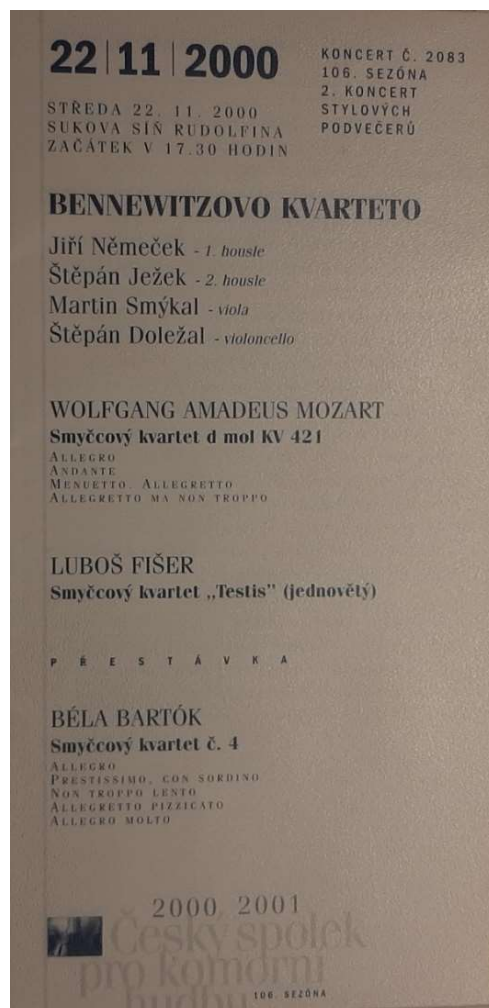 22|11|2000
KONCERT Č. 2083
106. SEZÓNA
2. KONCERT
STYLOVÝCH
PODVEČERŮ
STŘEDA 22. 11. 2000
SUKOVA SÍŇ RUDOLFINA
ZAČÁTEK V 17.30 HODIN
BENNEWITZOVO KVARTETO
Jiří Němeček - 1. housle
Štěpán Ježek - 2. housle
Martin Smýkal - viola
Štěpán Doležal - violoncello
WOLFGANG AMADEUS MOZART
Smyčcový kvartet d mol KV 421
ALLEGRO
ANDANTE
MENUETTO. ALLEGRETTO
ALLEGRETTO MA NON TROPPO
LUBOŠ FIŠER
Smyčcový kvartet „Testis” (jednovětý)
PŘESTÁVKA
BÉLA BARTÓK
Smyčcový kvartet č. 4
ALLEGRO
PRESTISSIMO, CON SORDINO
NON TROPPO LENTO
ALLEGRETTO PIZZICATO
ALLEGRO MOLTO
2000 2001
Český spolek
pro komorní
hudbu
106. SEZÓNA